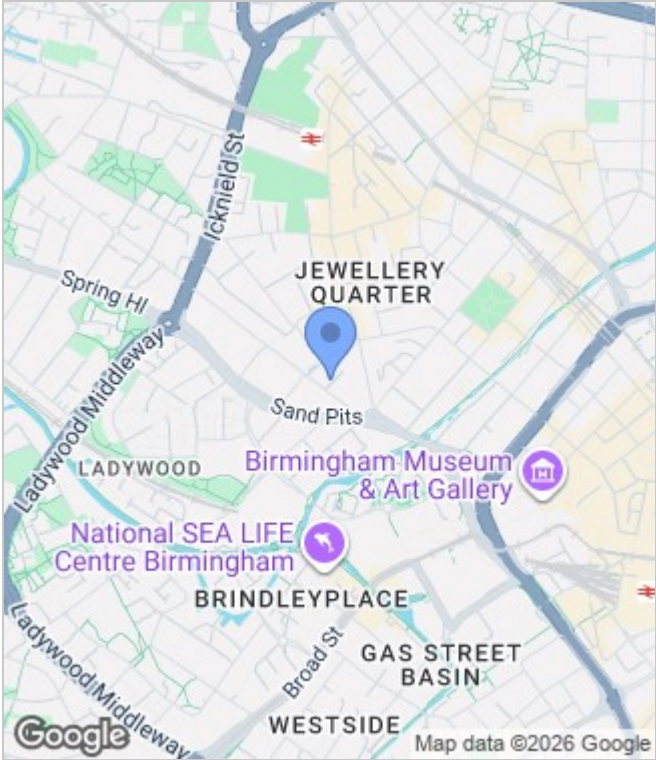 Icknield St
JEWELLERY
QUARTER
Spring Hl
Ladywood Middleway
Sand Pits
LADYWOOD
Birmingham Museum
& Art Gallery
National SEA LIFE
Centre Birmingham
BRINDLEYPLACE
Ladywood Middleway
Broad St
GAS STREET
BASIN
WESTSIDE
Google
Map data ©2026 Google